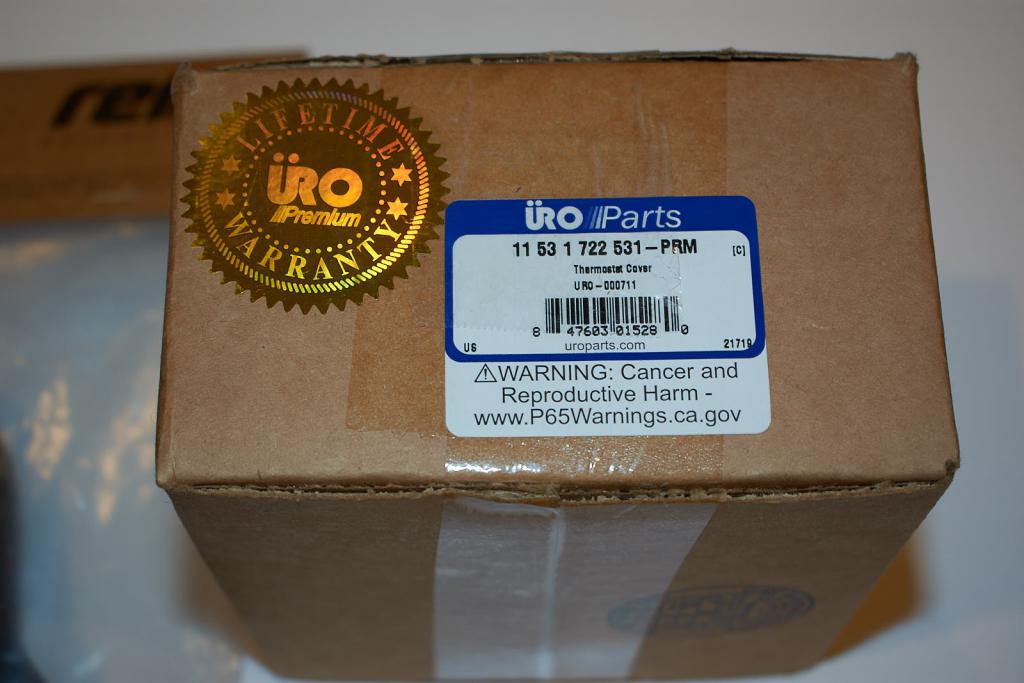 LIFETIME
ÜRO
Premium
WARRANTY
ÜRO Parts
11 53 1 722 531-PRM [C]
Thermostat Cover
URO-000711
8 47603 01528 0
US uroparts.com 21719
⚠WARNING: Cancer and
Reproductive Harm -
www.P65Warnings.ca.gov